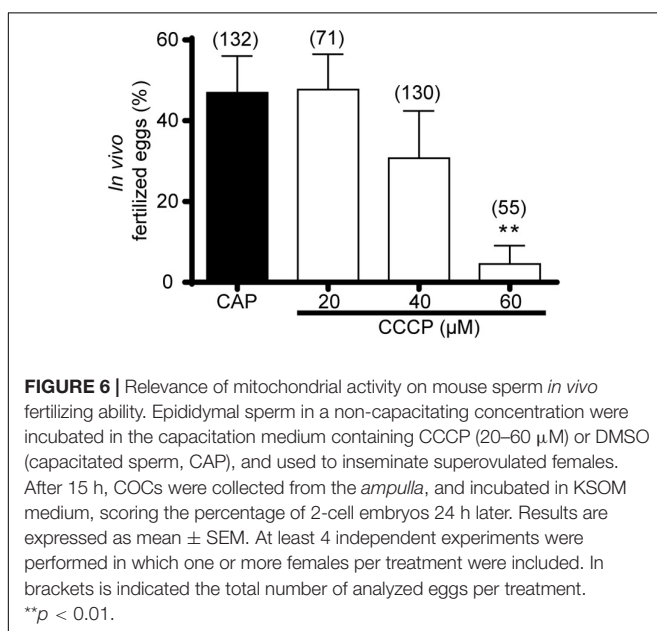 60
40
20
0
In vivo
fertilized eggs (%)
(132)
(71)
(130)
(55)
**
CAP
20
40
60
CCCP (µM)
FIGURE 6 | Relevance of mitochondrial activity on mouse sperm in vivo
fertilizing ability. Epididymal sperm in a non-capacitating concentration were
incubated in the capacitation medium containing CCCP (20–60 µM) or DMSO
(capacitated sperm, CAP), and used to inseminate superovulated females.
After 15 h, COCs were collected from the ampulla, and incubated in KSOM
medium, scoring the percentage of 2-cell embryos 24 h later. Results are
expressed as mean ± SEM. At least 4 independent experiments were
performed in which one or more females per treatment were included. In
brackets is indicated the total number of analyzed eggs per treatment.
**p < 0.01.